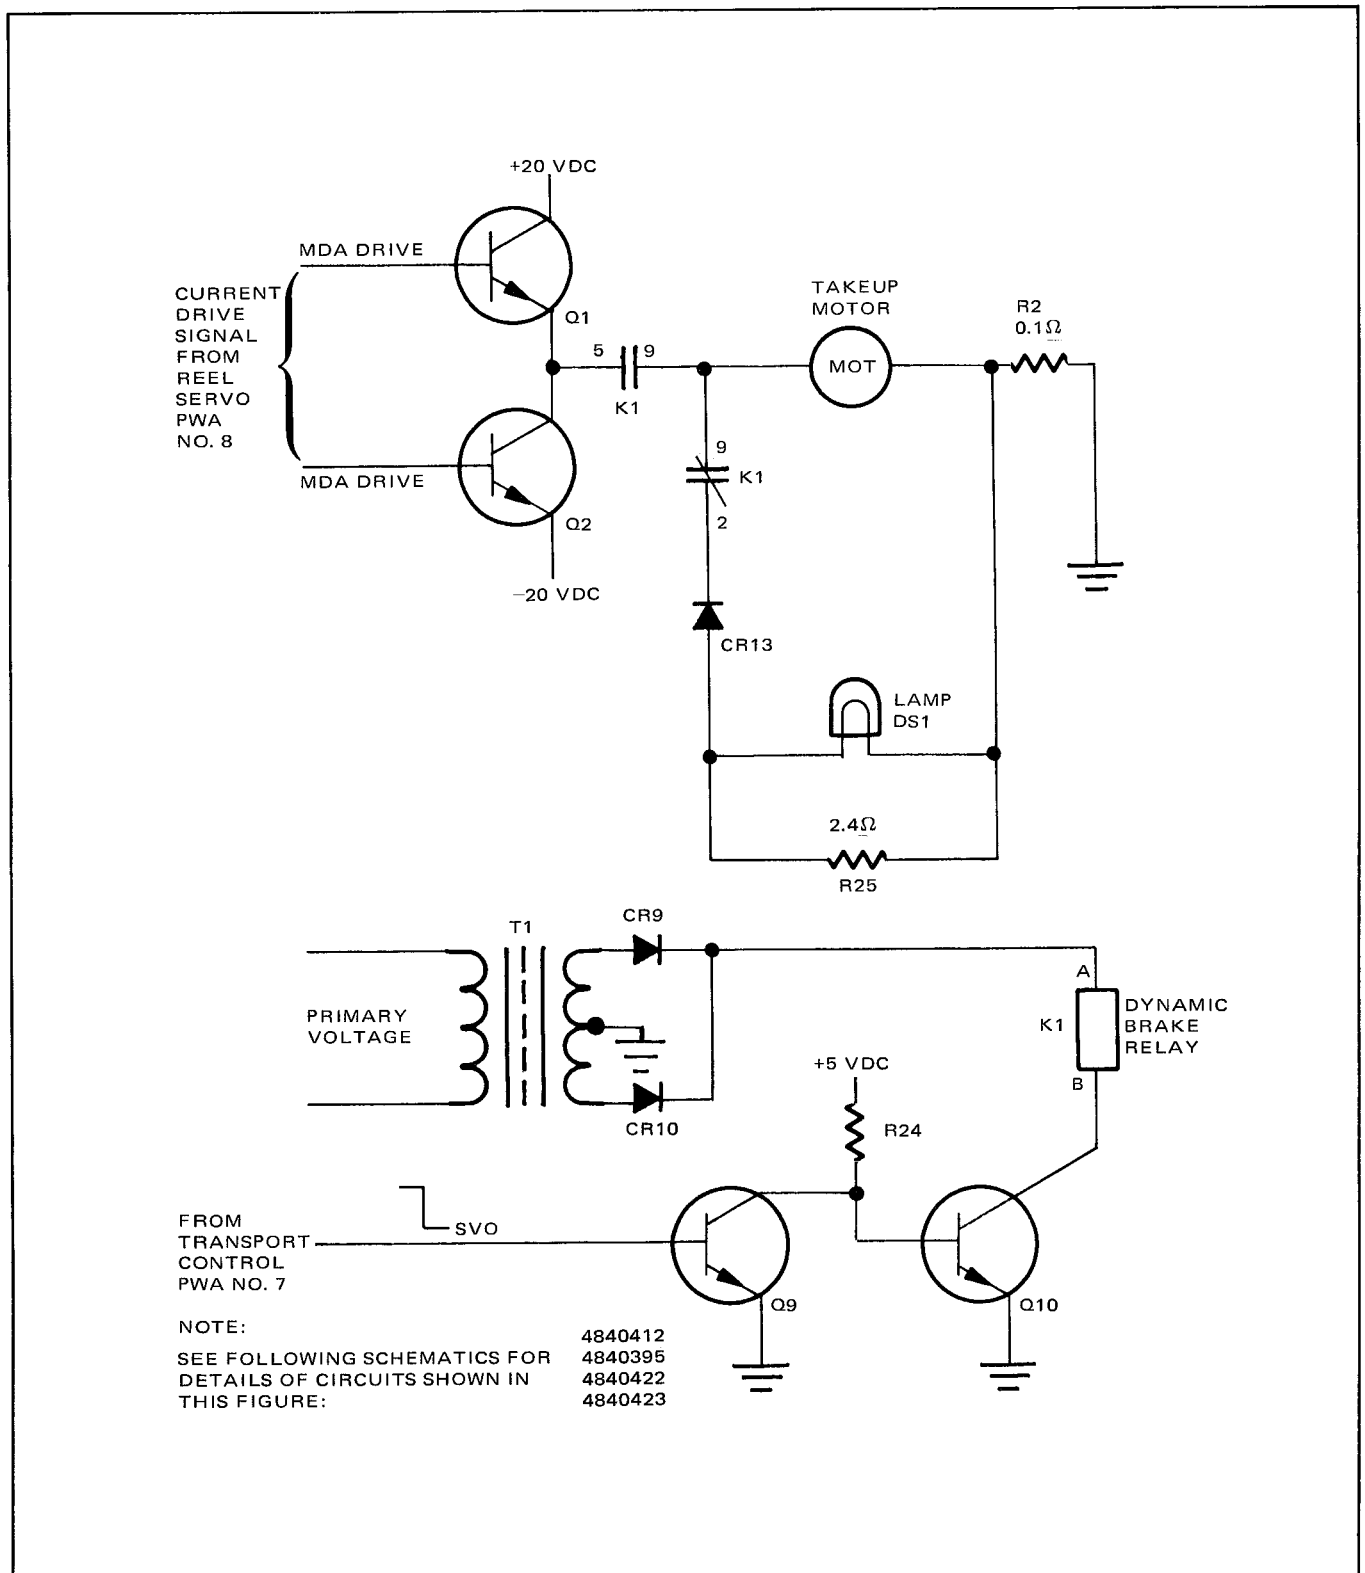 +20 VDC
MDA DRIVE
CURRENT
DRIVE
SIGNAL
FROM
REEL
SERVO
PWA
NO. 8
Q1
5
9
K1
TAKEUP
MOTOR
MOT
R2
0.1Ω
MDA DRIVE
Q2
−20 VDC
9
K1
2
CR13
LAMP
DS1
2.4Ω
R25
T1
CR9
PRIMARY
VOLTAGE
CR10
A
K1
DYNAMIC
BRAKE
RELAY
B
+5 VDC
R24
FROM
TRANSPORT
CONTROL
PWA NO. 7
SVO
Q9
Q10
NOTE:
SEE FOLLOWING SCHEMATICS FOR
DETAILS OF CIRCUITS SHOWN IN
THIS FIGURE:
4840412
4840395
4840422
4840423